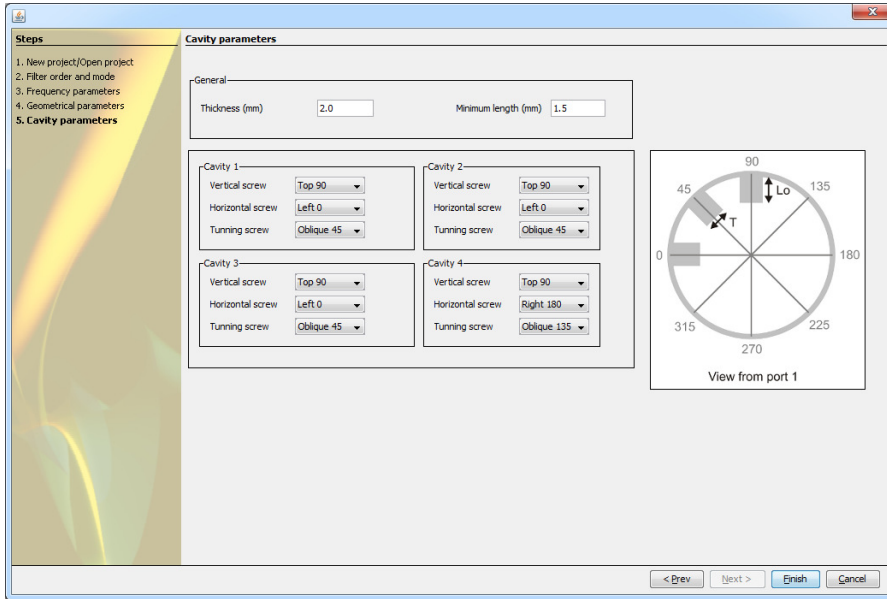 Steps
1. New project/Open project
2. Filter order and mode
3. Frequency parameters
4. Geometrical parameters
5. Cavity parameters
Cavity parameters
General
Thickness (mm) 2.0 Minimum length (mm) 1.5
Cavity 1
Vertical screw Top 90
Horizontal screw Left 0
Tunning screw Oblique 45
Cavity 2
Vertical screw Top 90
Horizontal screw Left 0
Tunning screw Oblique 45
Cavity 3
Vertical screw Top 90
Horizontal screw Left 0
Tunning screw Oblique 45
Cavity 4
Vertical screw Top 90
Horizontal screw Right 180
Tunning screw Oblique 135
90
45 Lo 135
T
0 180
315 225
270
View from port 1
< Prev Next > Finish Cancel